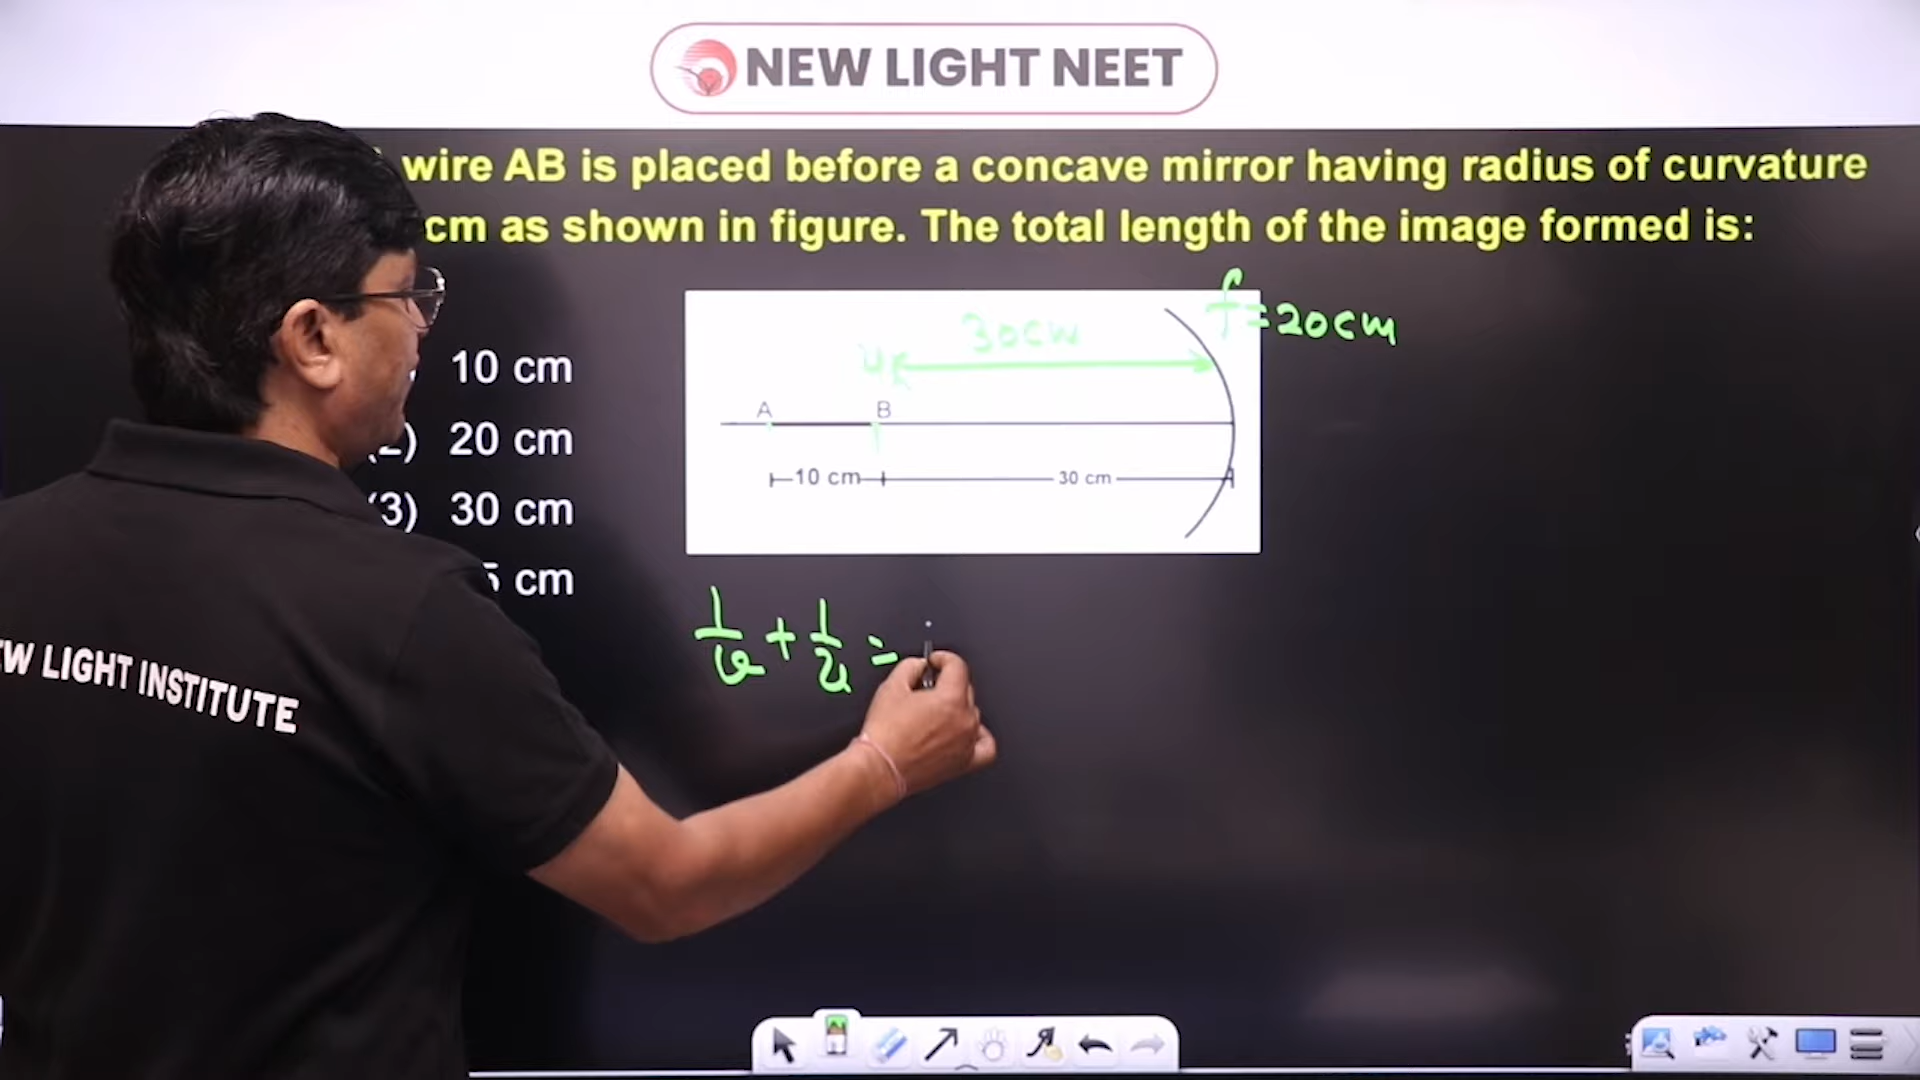 NEW LIGHT NEET
wire AB is placed before a concave mirror having radius of curvature
cm as shown in figure. The total length of the image formed is:
f = 20cm
30cm
10 cm
A B
(2) 20 cm
10 cm 30 cm
(3) 30 cm
5 cm
1/v + 1/u =
LIGHT INSTITUTE